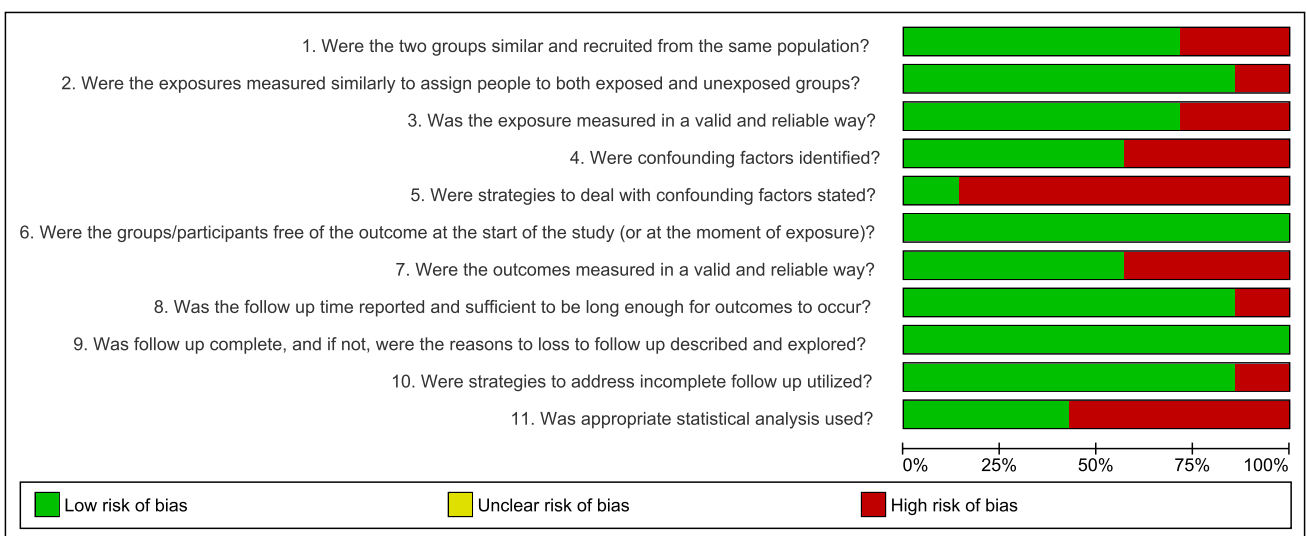 1. Were the two groups similar and recruited from the same population?
2. Were the exposures measured similarly to assign people to both exposed and unexposed groups?
3. Was the exposure measured in a valid and reliable way?
4. Were confounding factors identified?
5. Were strategies to deal with confounding factors stated?
6. Were the groups/participants free of the outcome at the start of the study (or at the moment of exposure)?
7. Were the outcomes measured in a valid and reliable way?
8. Was the follow up time reported and sufficient to be long enough for outcomes to occur?
9. Was follow up complete, and if not, were the reasons to loss to follow up described and explored?
10. Were strategies to address incomplete follow up utilized?
11. Was appropriate statistical analysis used?
0% 25% 50% 75% 100%
Low risk of bias Unclear risk of bias High risk of bias